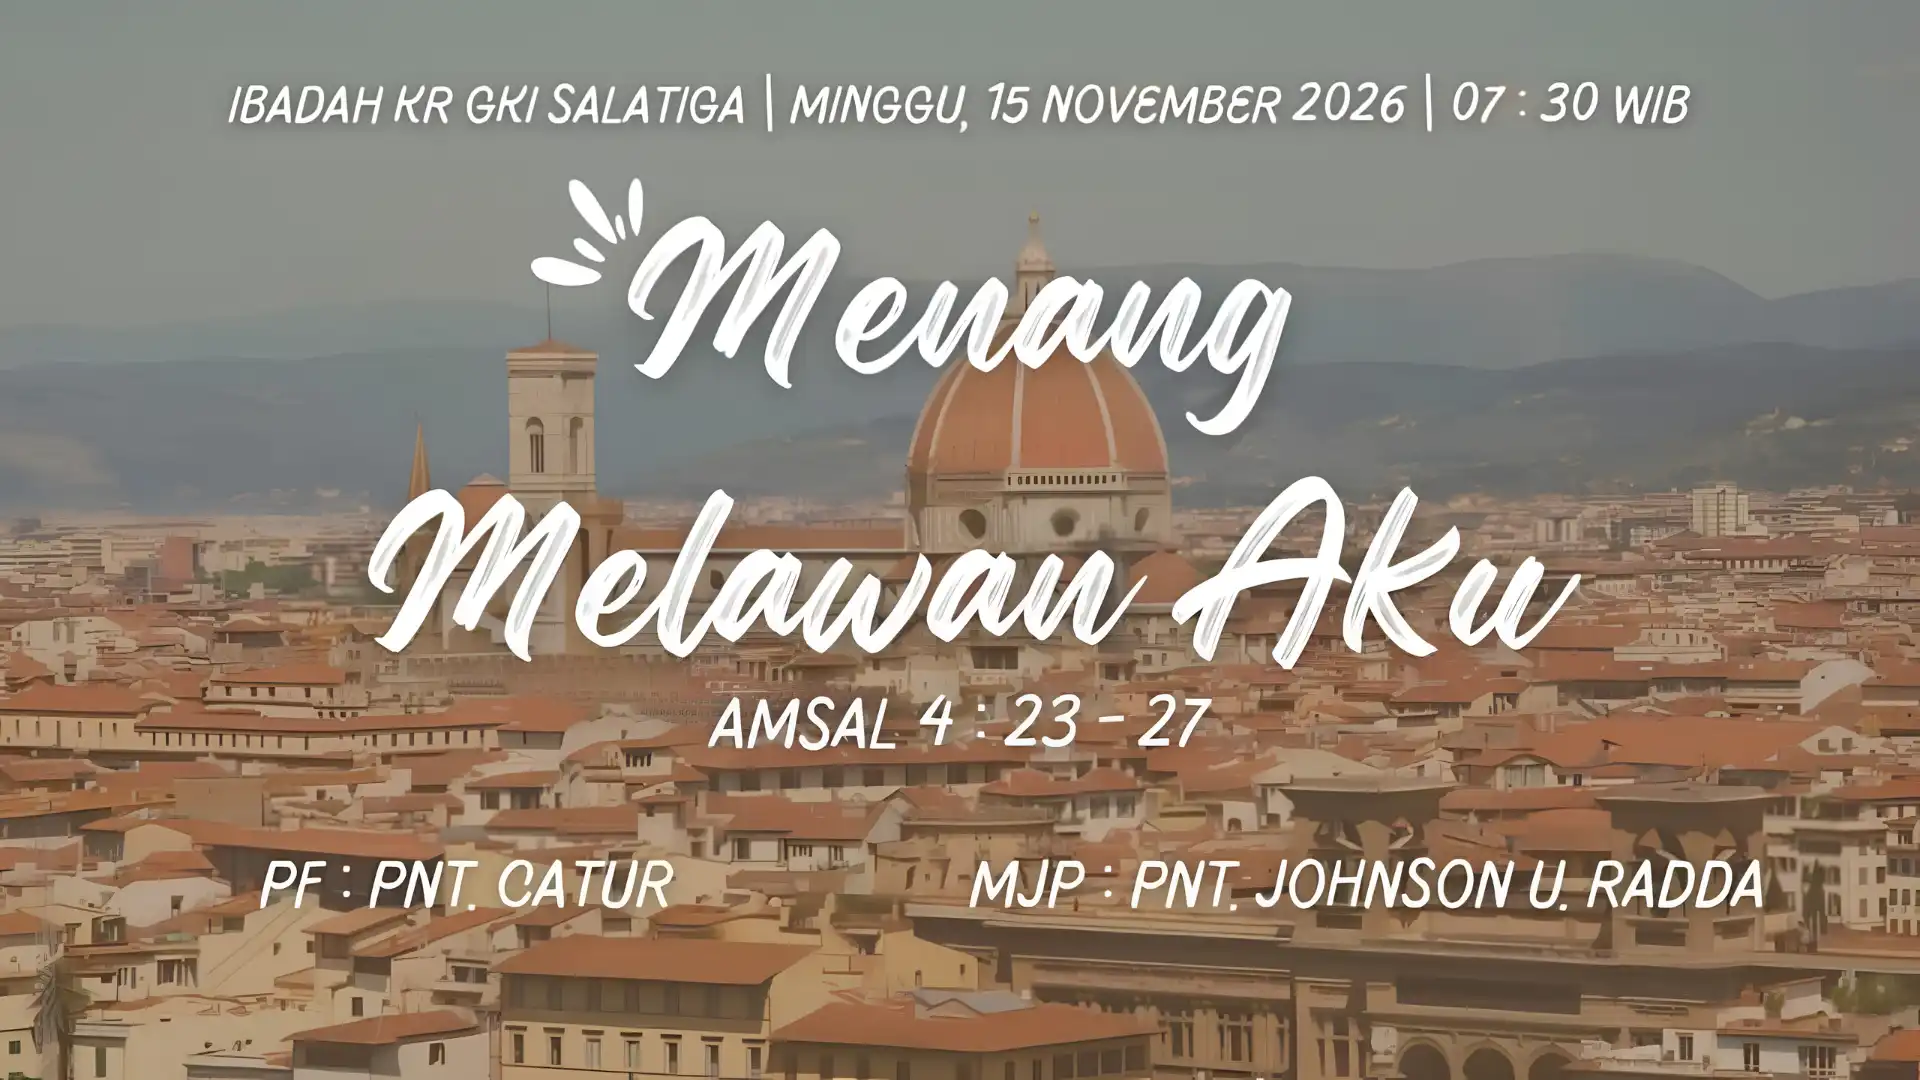 IBADAH KR GKI SALATIGA | MINGGU, 15 NOVEMBER 2026 | 07 : 30 WIB
Menang
Melawan Aku
AMSAL 4 : 23 - 27
PF : PNT. CATUR
MJP : PNT. JOHNSON U. RADDA